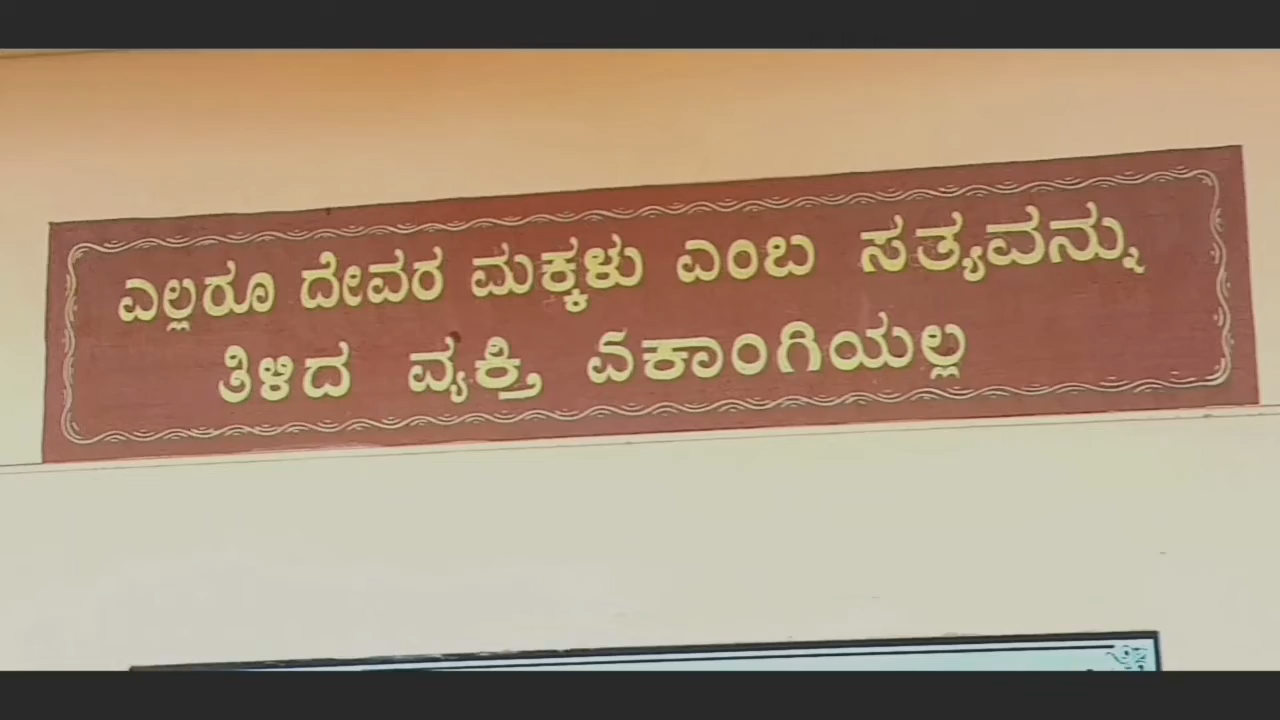 ಎಲ್ಲರೂ ದೇವರ ಮಕ್ಕಳು ಎಂಬ ಸತ್ಯವನ್ನು
ತಿಳಿದ ವ್ಯಕ್ತಿ ಏಕಾಂಗಿಯಲ್ಲ